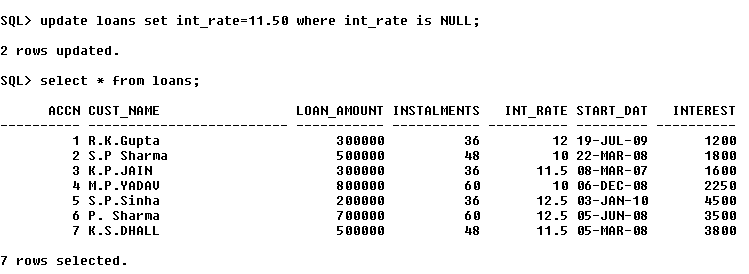 SQL> update loans set int_rate=11.50 where int_rate is NULL;
2 rows updated.
SQL> select * from loans;
ACCN CUST_NAME LOAN_AMOUNT INSTALMENTS INT_RATE START_DAT INTEREST
---------- ------------------------- ----------- ----------- ---------- --------- ----------
1 R.K.Gupta 300000 36 12 19-JUL-09 1200
2 S.P Sharma 500000 48 10 22-MAR-08 1800
3 K.P.JAIN 300000 36 11.5 08-MAR-07 1600
4 M.P.YADAV 800000 60 10 06-DEC-08 2250
5 S.P.Sinha 200000 36 12.5 03-JAN-10 4500
6 P. Sharma 700000 60 12.5 05-JUN-08 3500
7 K.S.DHALL 500000 48 11.5 05-MAR-08 3800
7 rows selected.